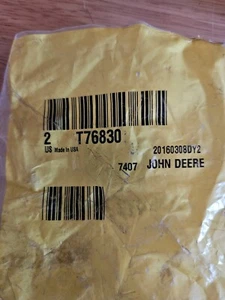 2 T76830
US Made in USA 20160308DY2
7407 JOHN DEERE